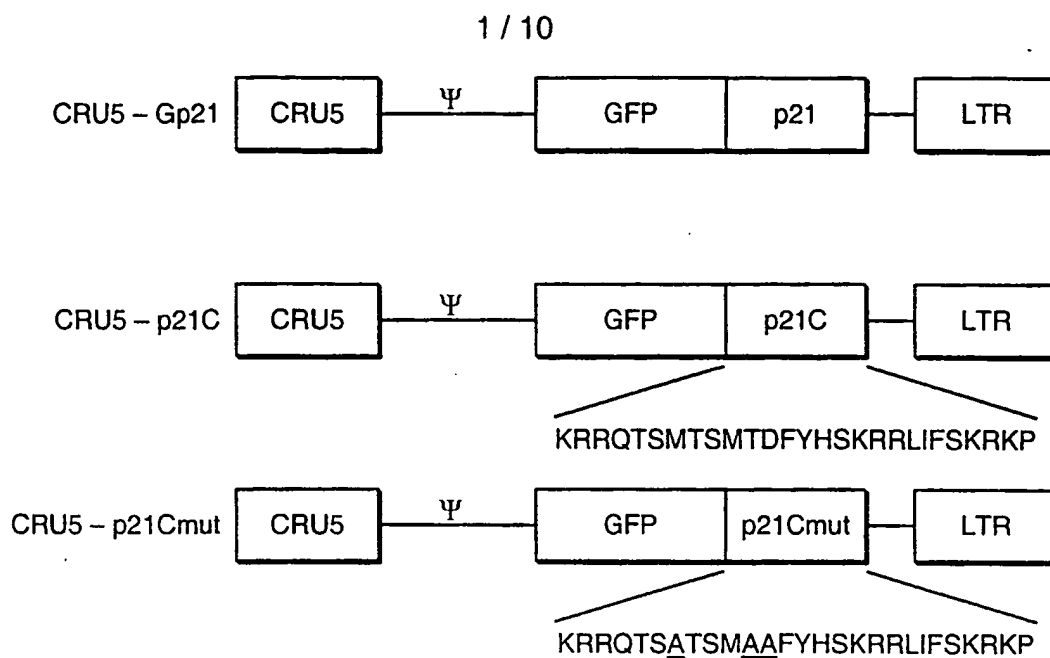 1 / 10
CRU5 – Gp21 CRU5 Ψ GFP p21 LTR
CRU5 – p21C CRU5 Ψ GFP p21C LTR
KRRQTSMTSMTDFYHSKRRLIFSKRKP
CRU5 – p21Cmut CRU5 Ψ GFP p21Cmut LTR
KRRQTSATSMAAFYHSKRRLIFSKRKP